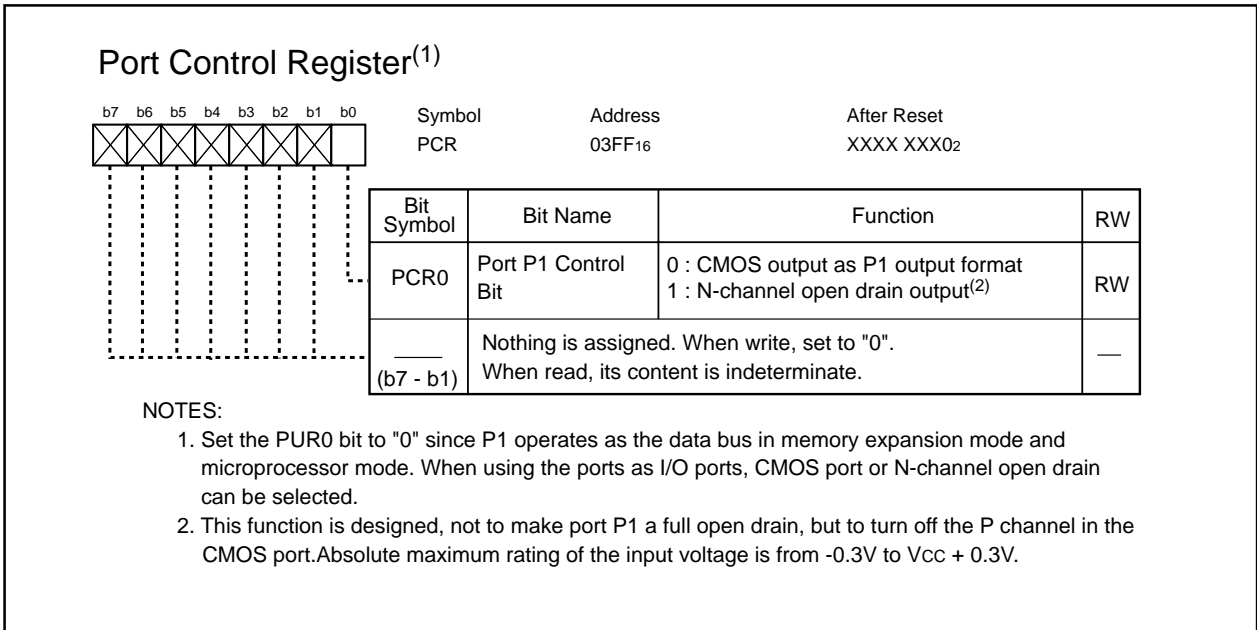 Port Control Register(1)
b7 b6 b5 b4 b3 b2 b1 b0
Symbol Address After Reset
PCR 03FF16 XXXX XXX02
Bit Symbol Bit Name Function RW
PCR0 Port P1 Control Bit 0 : CMOS output as P1 output format
1 : N-channel open drain output(2) RW
(b7 - b1) Nothing is assigned. When write, set to "0".
When read, its content is indeterminate. —
NOTES:
1. Set the PUR0 bit to "0" since P1 operates as the data bus in memory expansion mode and
microprocessor mode. When using the ports as I/O ports, CMOS port or N-channel open drain
can be selected.
2. This function is designed, not to make port P1 a full open drain, but to turn off the P channel in the
CMOS port.Absolute maximum rating of the input voltage is from -0.3V to VCC + 0.3V.